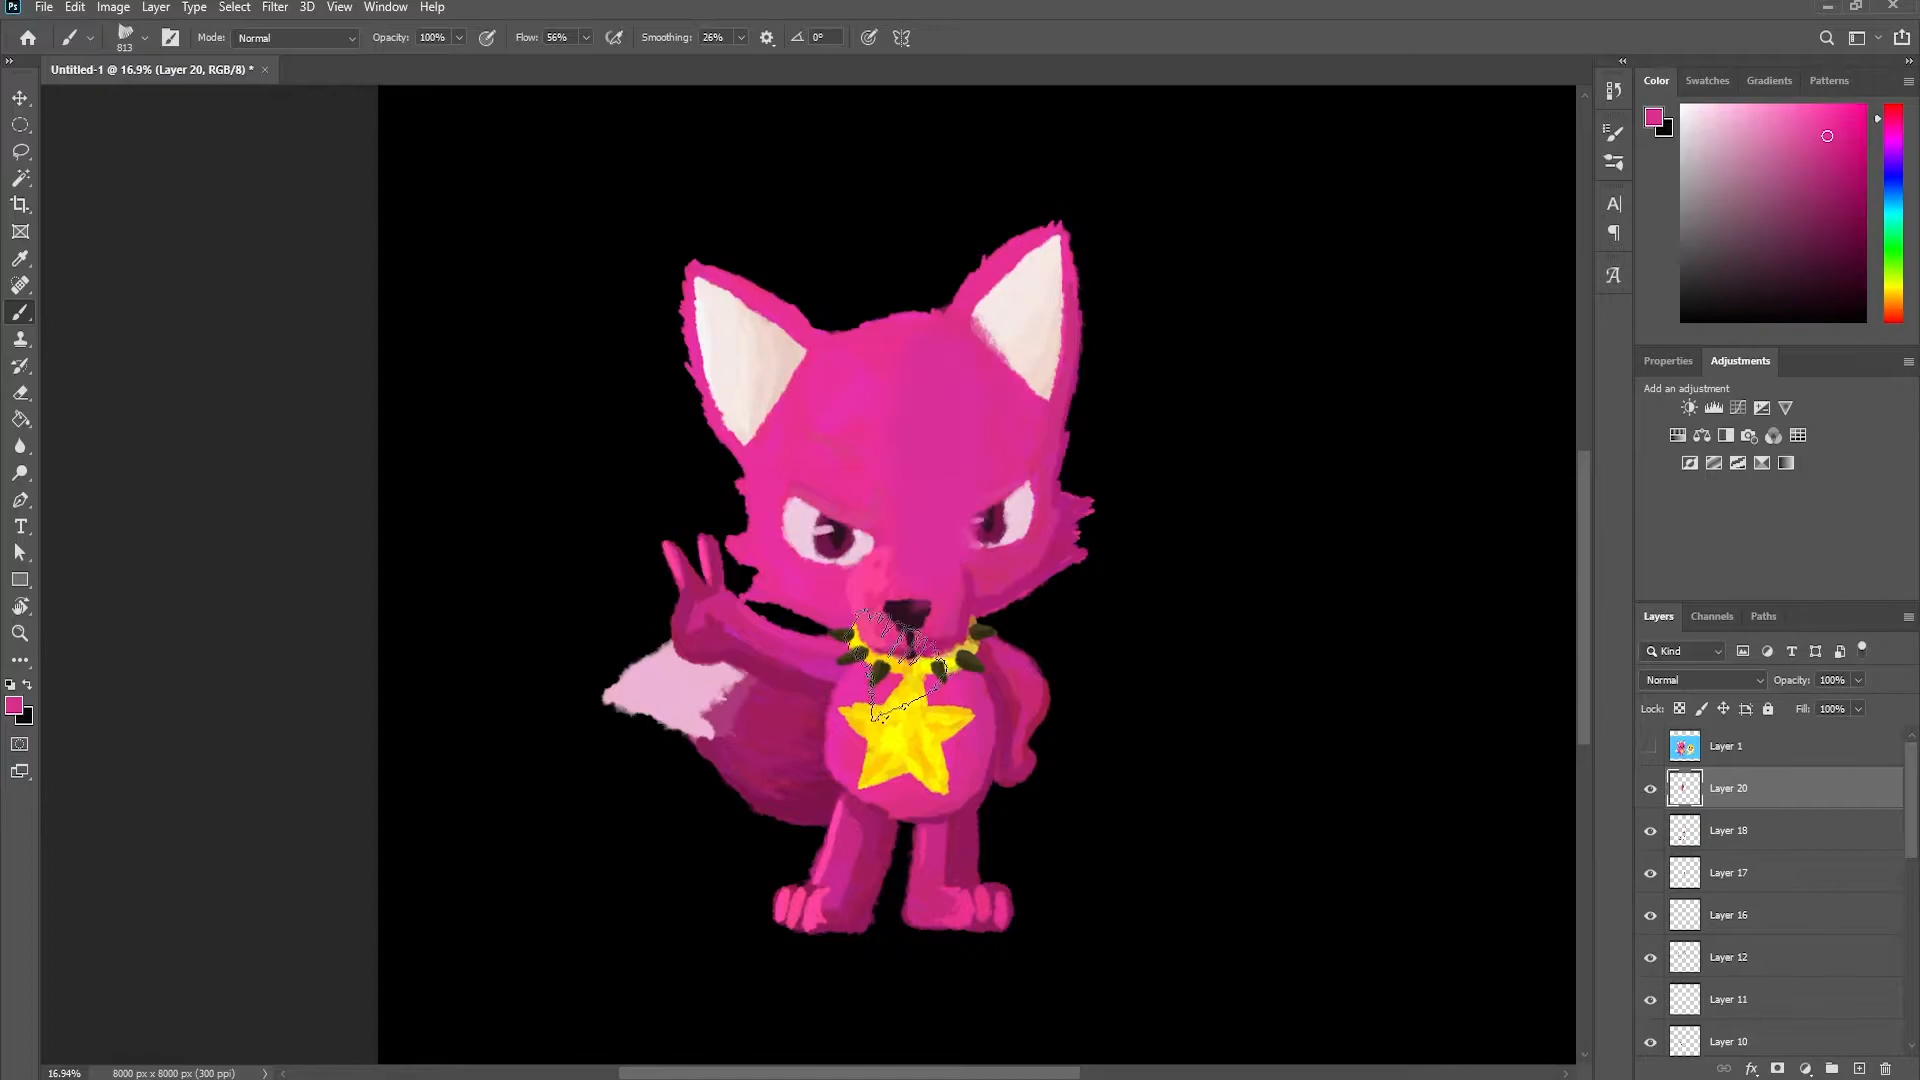 Ps File Edit Image Layer Type Select Filter 3D View Window Help
813 Mode: Normal Opacity: 100% Flow: 56% Smoothing: 26% 0°
Untitled-1 @ 16.9% (Layer 20, RGB/8) *
Color Swatches Gradients Patterns
Properties Adjustments
Add an adjustment
Layers Channels Paths
Kind
Normal Opacity: 100%
Lock: Fill: 100%
Layer 1
Layer 20
Layer 18
Layer 17
Layer 16
Layer 12
Layer 11
Layer 10
16.94% 8000 px x 8000 px (300 ppi)